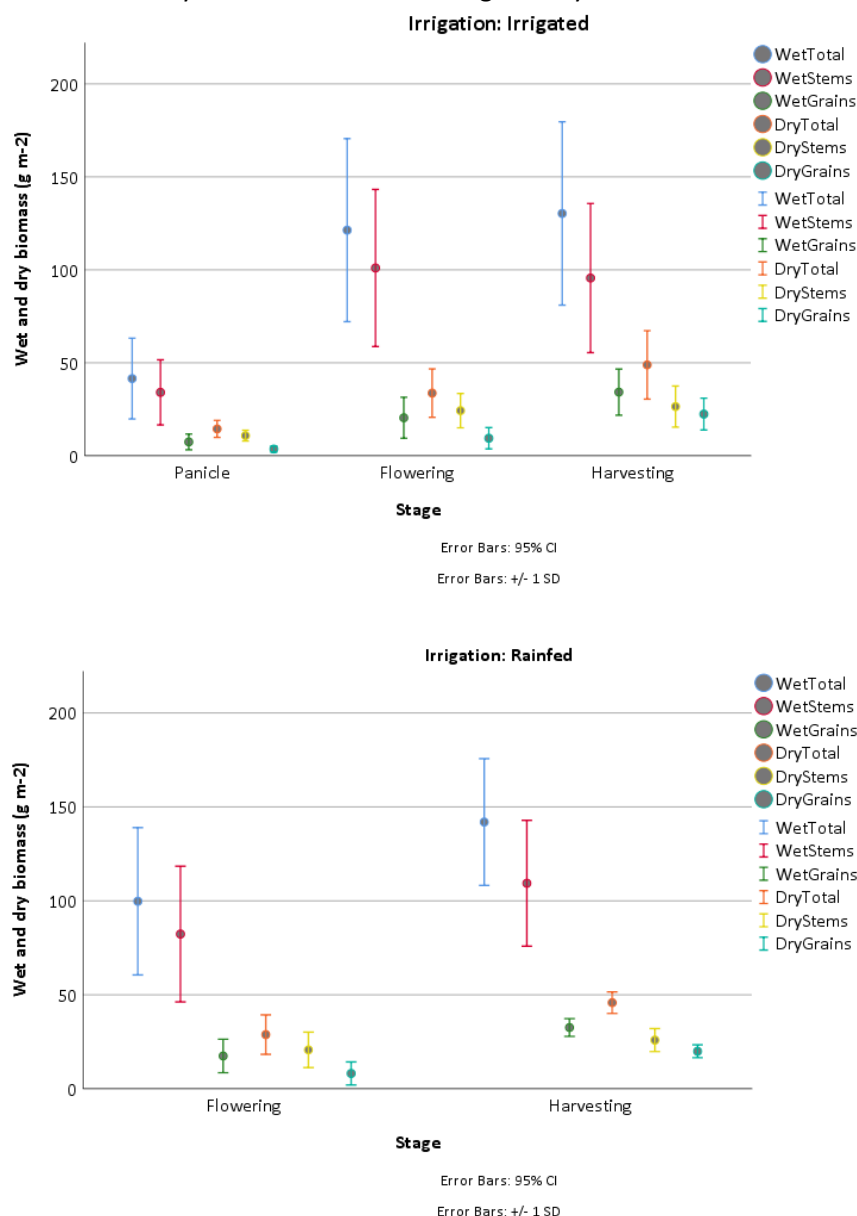 Irrigation: Irrigated
Wet and dry biomass (g m-2)
200
150
100
50
0
Panicle Flowering Harvesting
Stage
Error Bars: 95% CI
Error Bars: +/- 1 SD
WetTotal
WetStems
WetGrains
DryTotal
DryStems
DryGrains
WetTotal
WetStems
WetGrains
DryTotal
DryStems
DryGrains
Irrigation: Rainfed
Wet and dry biomass (g m-2)
200
150
100
50
0
Flowering Harvesting
Stage
Error Bars: 95% CI
Error Bars: +/- 1 SD
WetTotal
WetStems
WetGrains
DryTotal
DryStems
DryGrains
WetTotal
WetStems
WetGrains
DryTotal
DryStems
DryGrains